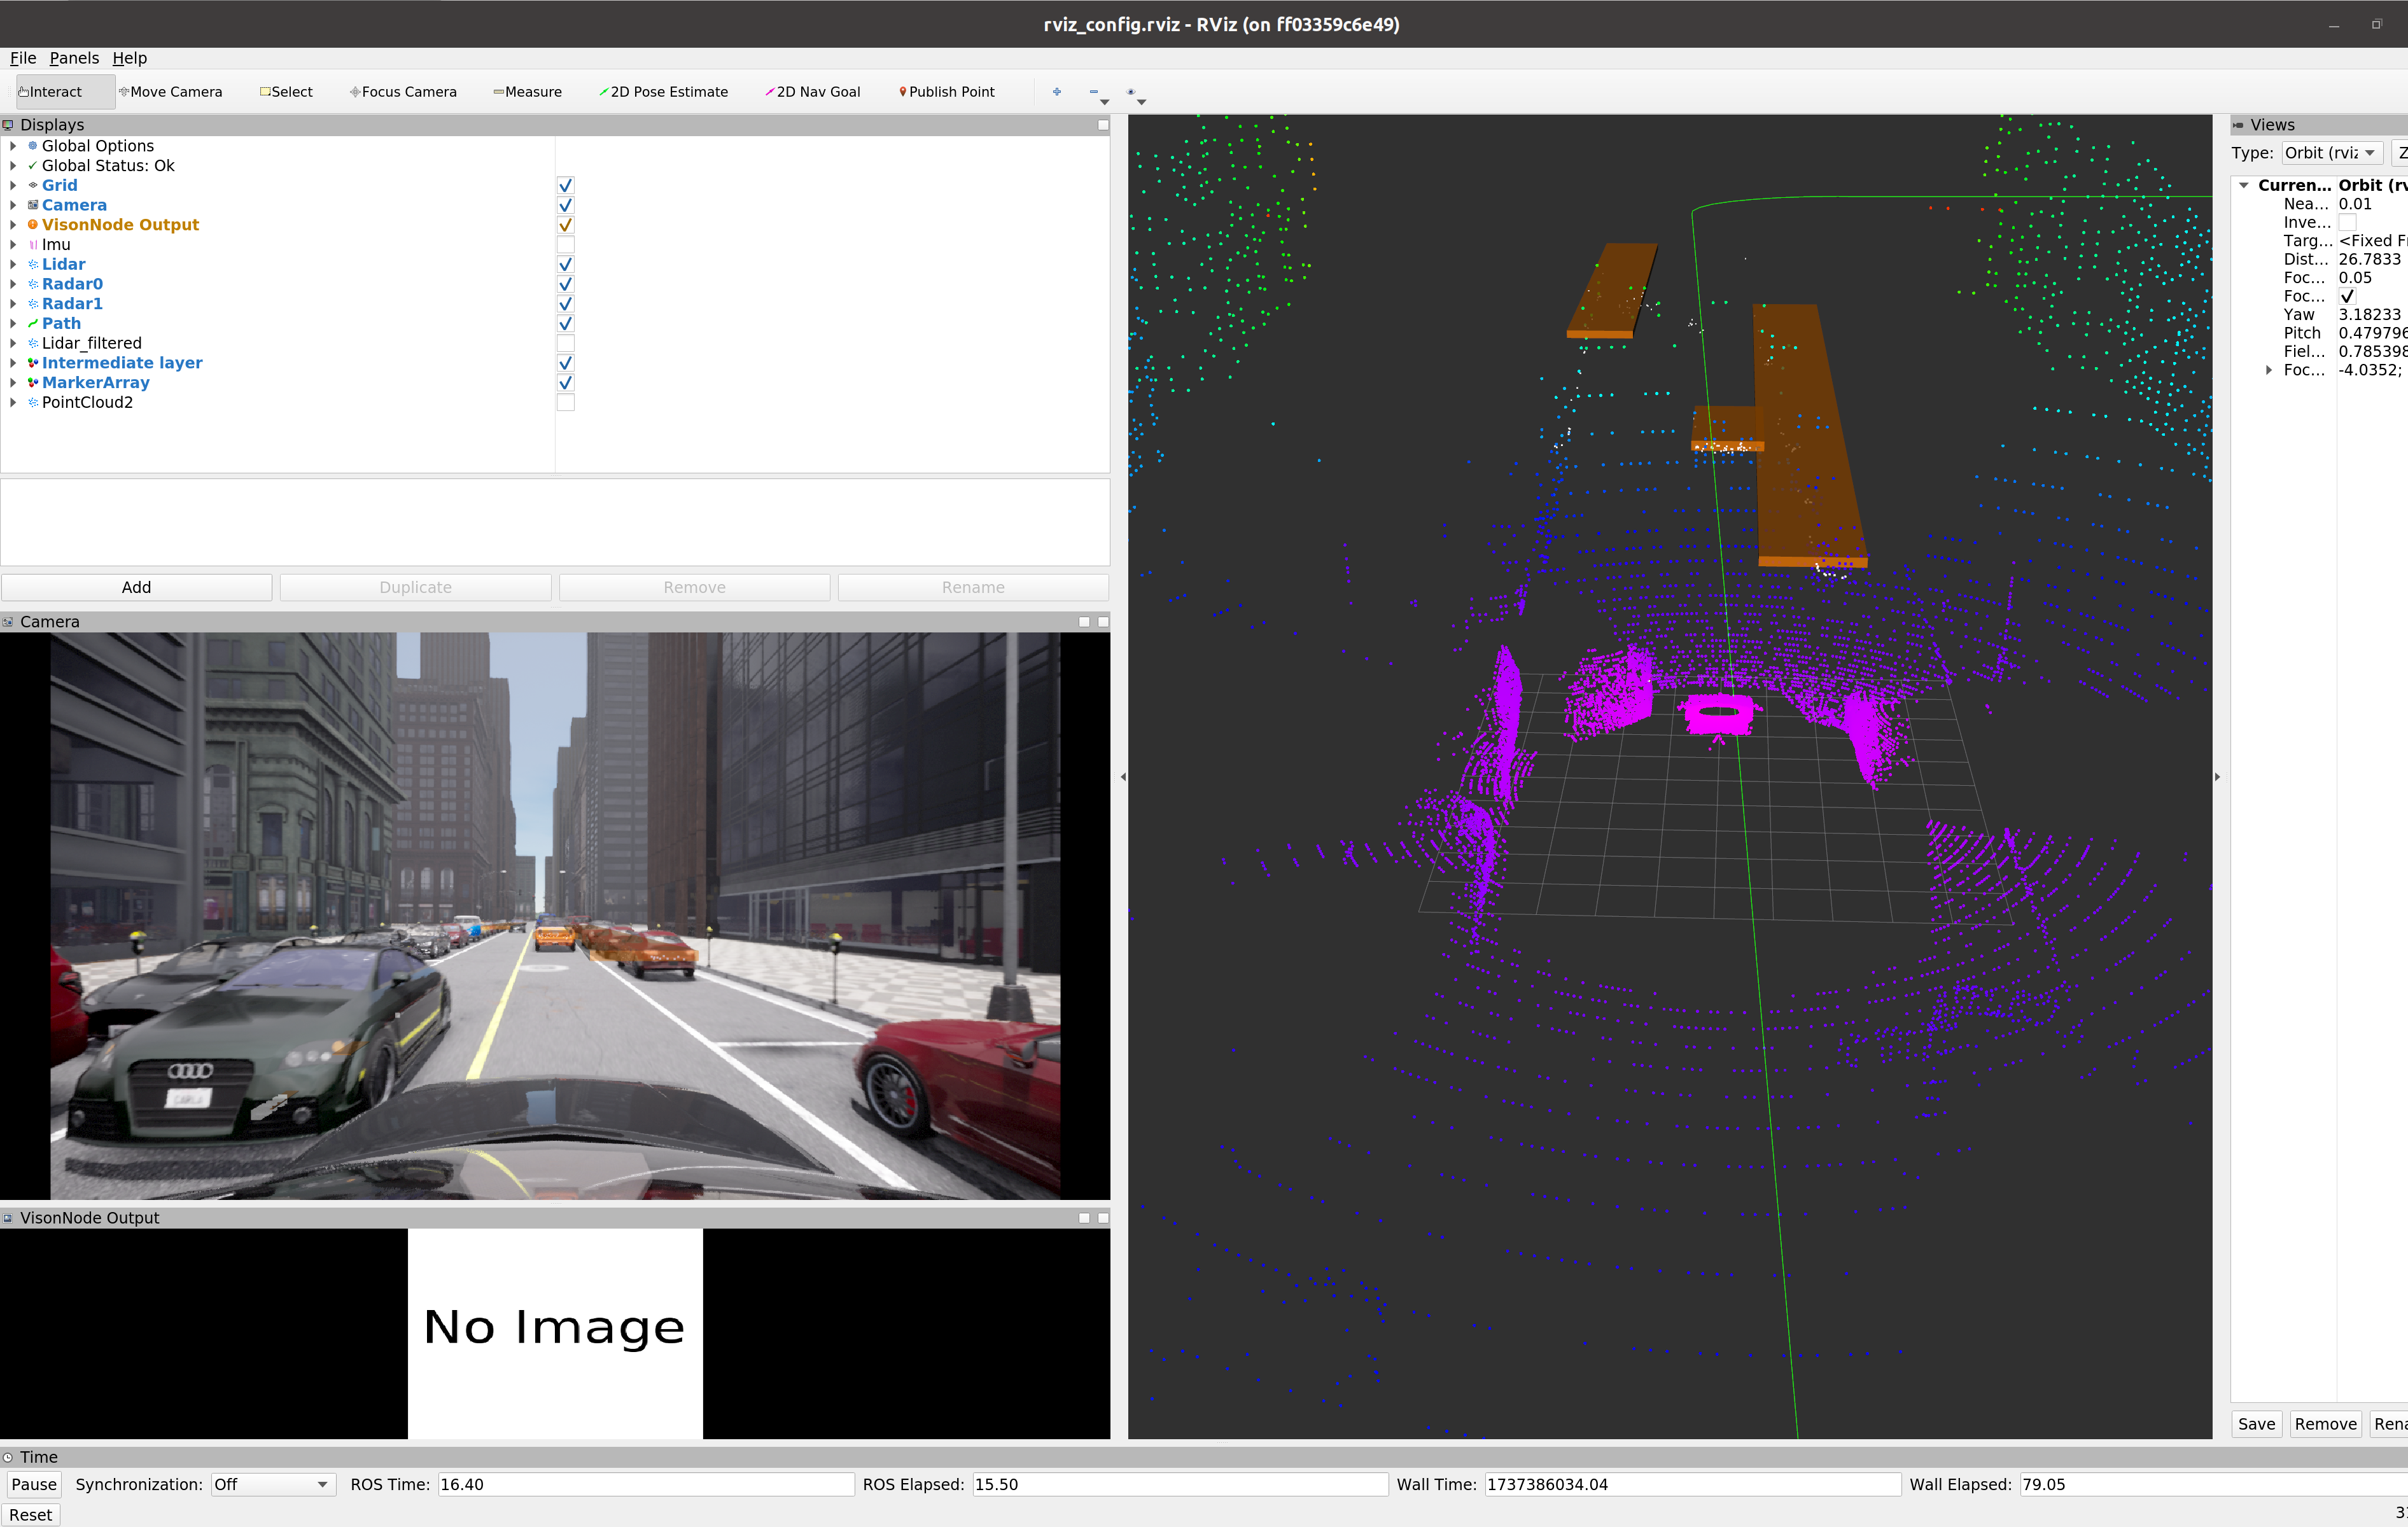 rviz_config.rviz - RViz (on ff03359c6e49)
File Panels Help
Interact Move Camera Select Focus Camera Measure 2D Pose Estimate 2D Nav Goal Publish Point
Displays
Global Options
Global Status: Ok
Grid
Camera
VisonNode Output
Imu
Lidar
Radar0
Radar1
Path
Lidar_filtered
Intermediate layer
MarkerArray
PointCloud2
Add Duplicate Remove Rename
Camera
CARLA
VisonNode Output
No Image
Views
Type: Orbit (rviz Z
Curren... Orbit (rv
Nea... 0.01
Inve...
Targ... <Fixed Fr
Dist... 26.7833
Foc... 0.05
Foc...
Yaw 3.18233
Pitch 0.479796
Fiel... 0.785398
Foc... -4.0352;
Save Remove Rena
Time
Pause Synchronization: Off ROS Time: 16.40 ROS Elapsed: 15.50 Wall Time: 1737386034.04 Wall Elapsed: 79.05
Reset